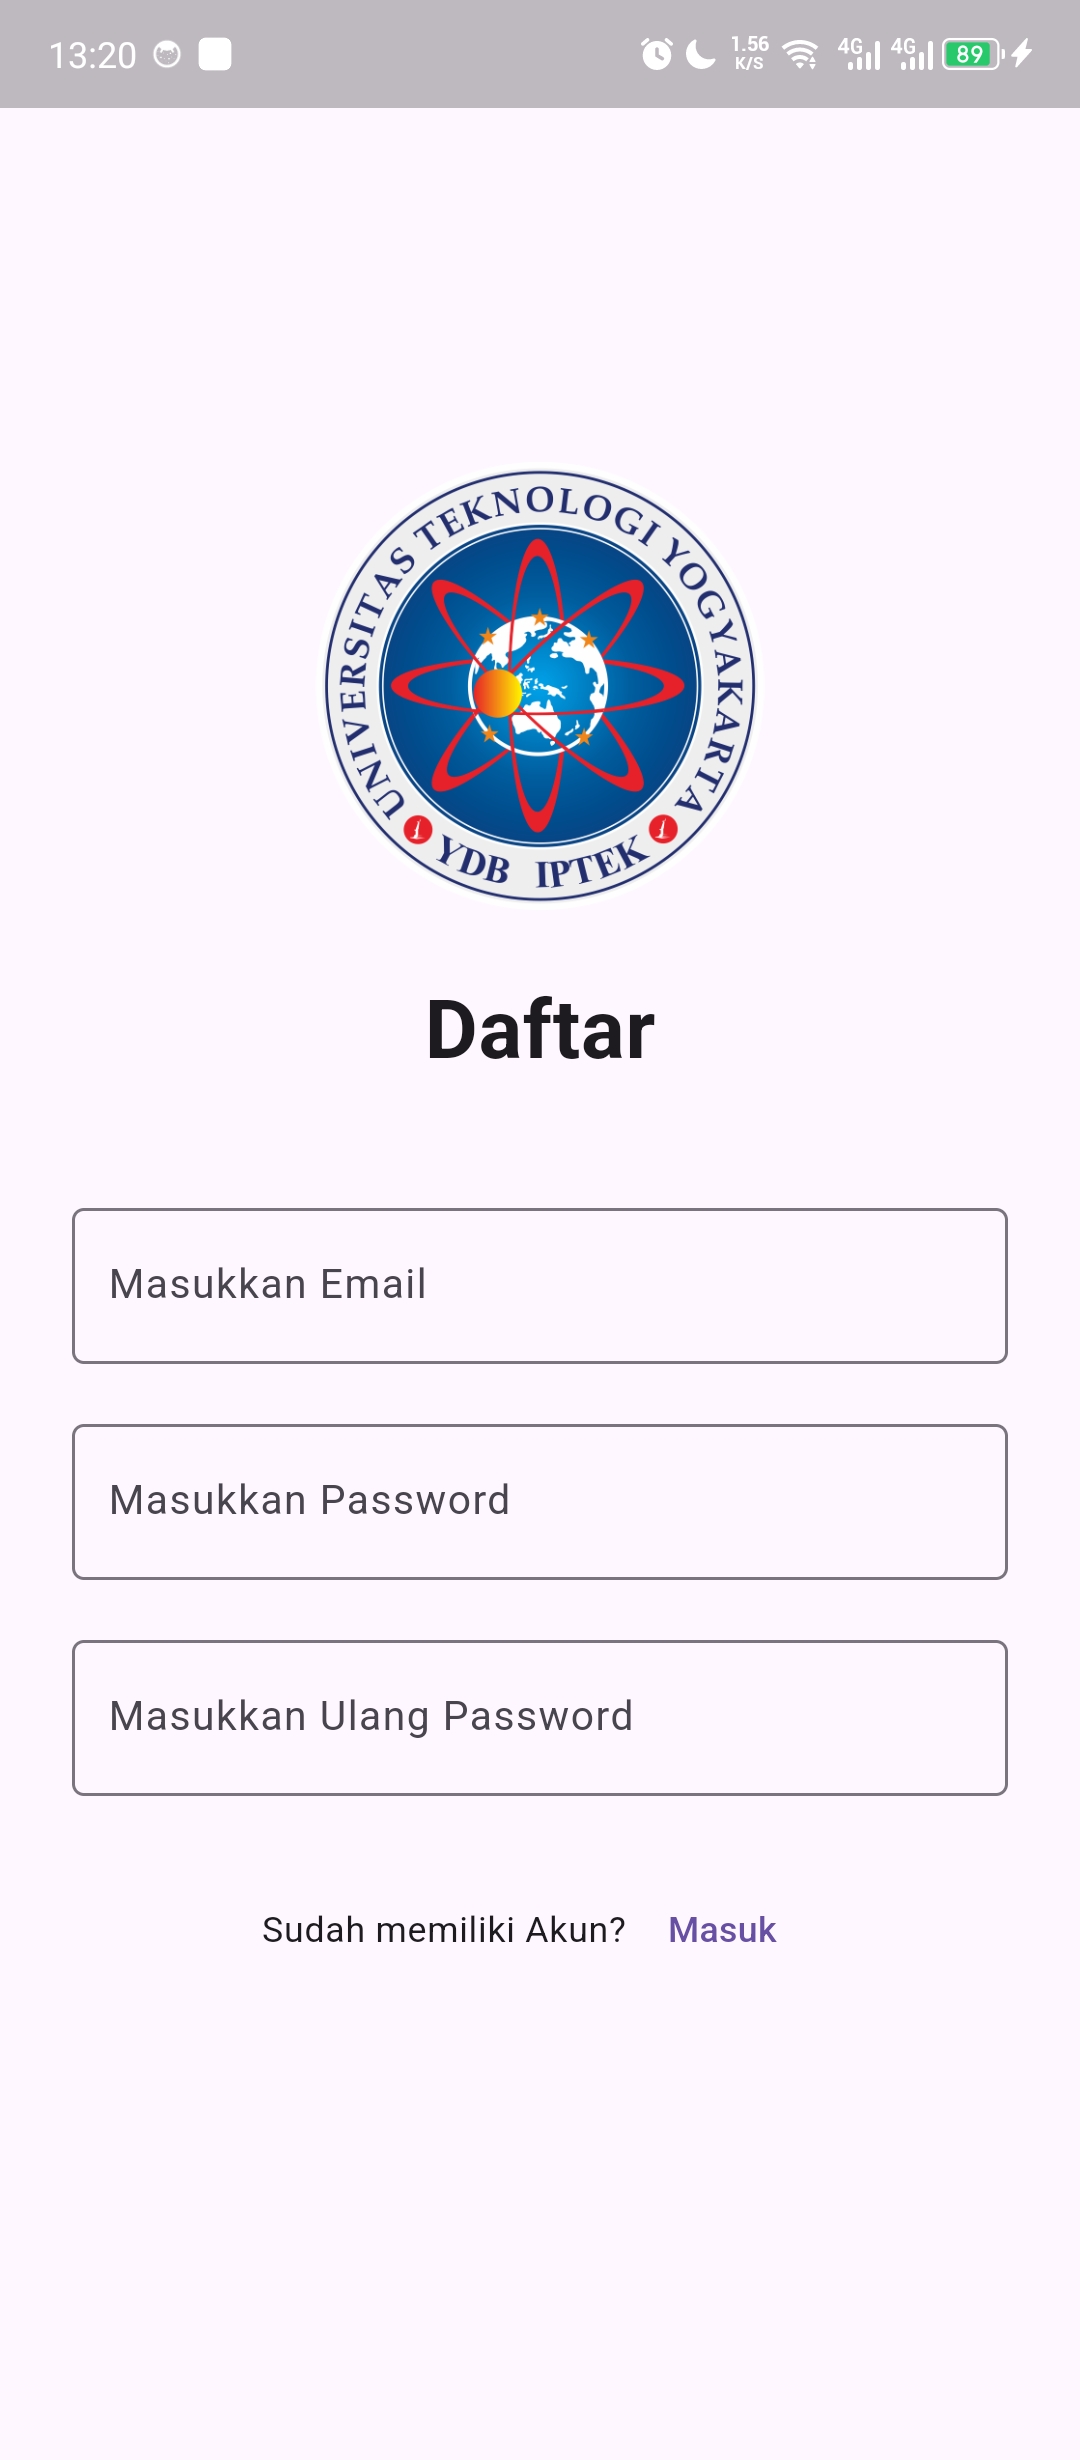 13:20
1.56
K/S
4G
4G
89
UNIVERSITAS TEKNOLOGI YOGYAKARTA
YDB IPTEK
Daftar
Masukkan Email
Masukkan Password
Masukkan Ulang Password
Sudah memiliki Akun? Masuk